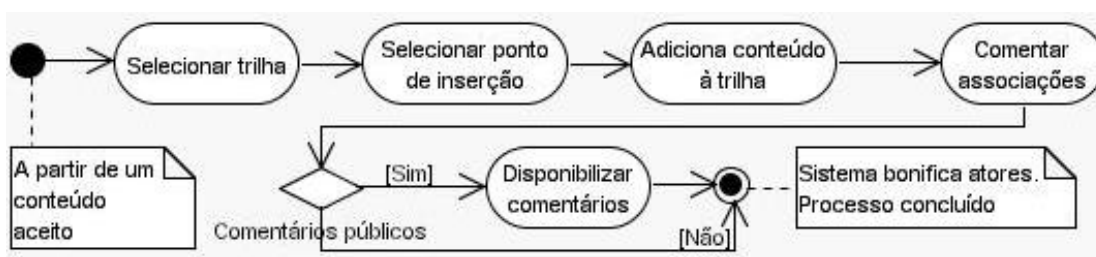 Selecionar trilha
Selecionar ponto
de inserção
Adiciona conteúdo
à trilha
Comentar
associações
A partir de um
conteúdo
aceito
Comentários públicos
[Sim]
Disponibilizar
comentários
[Não]
Sistema bonifica atores.
Processo concluído